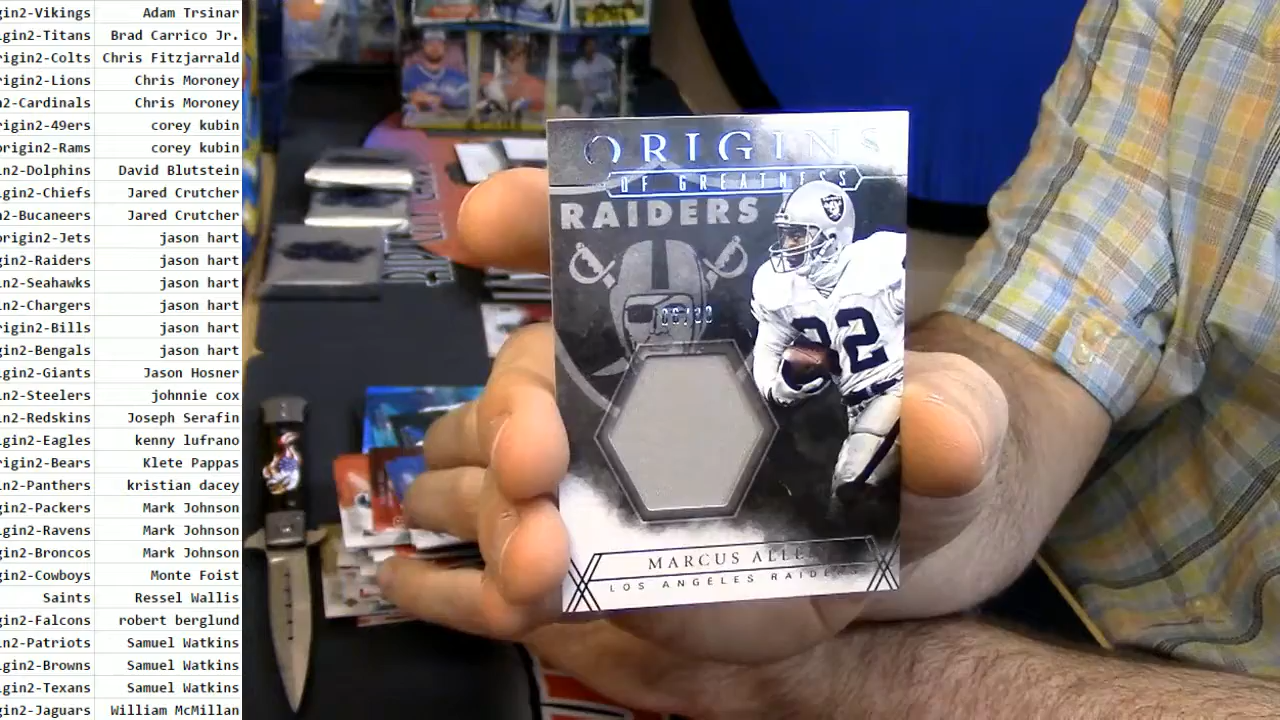 gin2-Vikings Adam Trsinar
igin2-Titans Brad Carrico Jr.
rigin2-Colts Chris Fitzjarrald
rigin2-Lions Chris Moroney
n2-Cardinals Chris Moroney
rigin2-49ers corey kubin
rigin2-Rams corey kubin
n2-Dolphins David Blutstein
gin2-Chiefs Jared Crutcher
2-Bucaneers Jared Crutcher
origin2-Jets jason hart
gin2-Raiders jason hart
n2-Seahawks jason hart
n2-Chargers jason hart
rigin2-Bills jason hart
gin2-Bengals jason hart
gin2-Giants Jason Hosner
n2-Steelers johnnie cox
n2-Redskins Joseph Serafin
gin2-Eagles kenny lufrano
rigin2-Bears Klete Pappas
n2-Panthers kristian dacey
n2-Packers Mark Johnson
gin2-Ravens Mark Johnson
gin2-Broncos Mark Johnson
gin2-Cowboys Monte Foist
Saints Ressel Wallis
gin2-Falcons robert berglund
gin2-Patriots Samuel Watkins
igin2-Browns Samuel Watkins
igin2-Texans Samuel Watkins
gin2-Jaguars William McMillan
ORIGINS
OF GREATNESS
RAIDERS
32
MARCUS ALLEN
LOS ANGELES RAIDERS